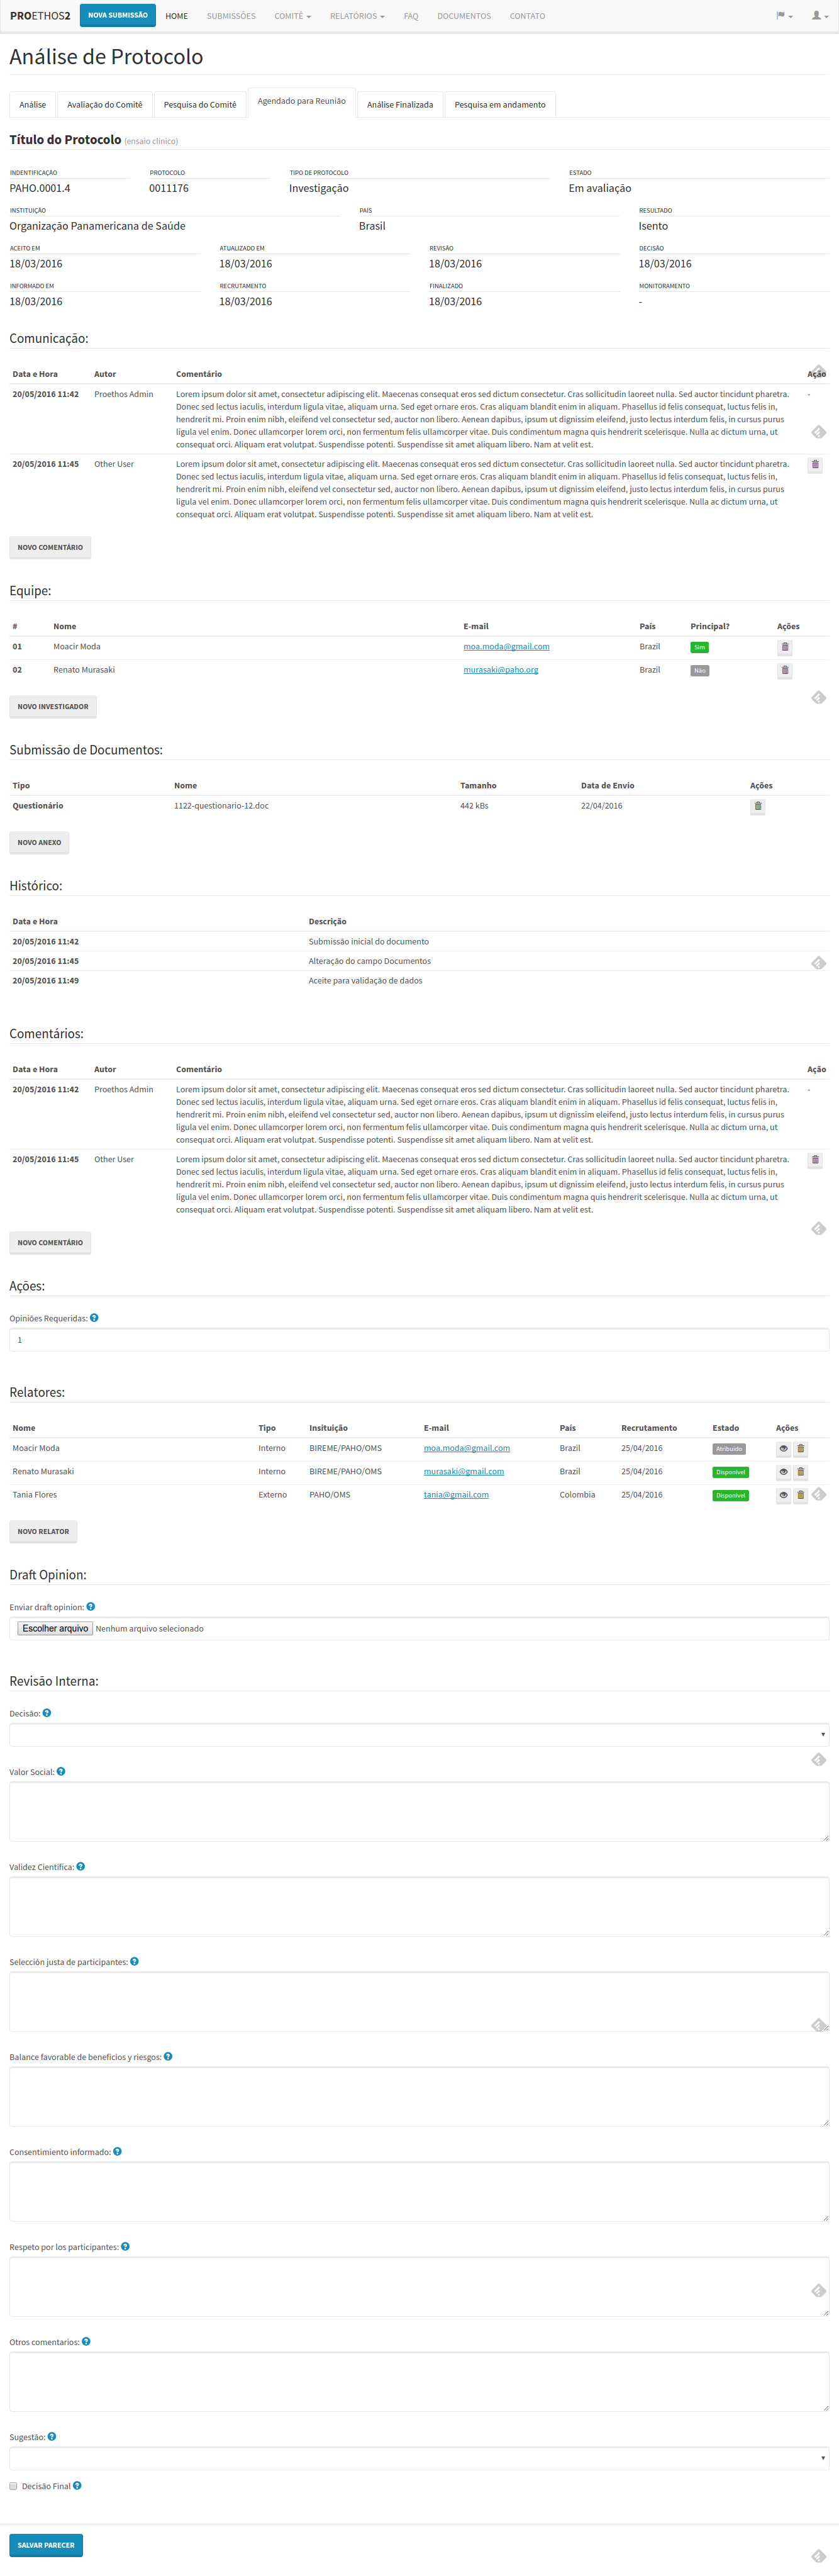 PROETHOS2 NOVA SUBMISSÃO HOME SUBMISSÕES COMITÊ RELATÓRIOS FAQ DOCUMENTOS CONTATO
Análise de Protocolo
Análise Avaliação do Comitê Pesquisa do Comitê Agendado para Reunião Análise Finalizada Pesquisa em andamento
Título do Protocolo (ensaio clínico)
INDENTIFICAÇÃO PROTOCOLO TIPO DE PROTOCOLO ESTADO
PAHO.0001.4 0011176 Investigação Em avaliação
INSTITUIÇÃO PAÍS RESULTADO
Organização Panamericana de Saúde Brasil Isento
ACEITO EM ATUALIZADO EM REVISÃO DECISÃO
18/03/2016 18/03/2016 18/03/2016 18/03/2016
INFORMADO EM RECRUTAMENTO FINALIZADO MONITORAMENTO
18/03/2016 18/03/2016 18/03/2016 -
Comunicação:
Data e Hora Autor Comentário Ação
20/05/2016 11:42 Proethos Admin Lorem ipsum dolor sit amet, consectetur adipiscing elit. Maecenas consequat eros sed dictum consectetur. Cras sollicitudin laoreet nulla. Sed auctor tincidunt pharetra. -
Donec sed lectus iaculis, interdum ligula vitae, aliquam urna. Sed eget ornare eros. Cras aliquam blandit enim in aliquam. Phasellus id felis consequat, luctus felis in,
hendrerit mi. Proin enim nibh, eleifend vel consectetur sed, auctor non libero. Aenean dapibus, ipsum ut dignissim eleifend, justo lectus interdum felis, in cursus purus
ligula vel enim. Donec ullamcorper lorem orci, non fermentum felis ullamcorper vitae. Duis condimentum magna quis hendrerit scelerisque. Nulla ac dictum urna, ut
consequat orci. Aliquam erat volutpat. Suspendisse potenti. Suspendisse sit amet aliquam libero. Nam at velit est.
20/05/2016 11:45 Other User Lorem ipsum dolor sit amet, consectetur adipiscing elit. Maecenas consequat eros sed dictum consectetur. Cras sollicitudin laoreet nulla. Sed auctor tincidunt pharetra.
Donec sed lectus iaculis, interdum ligula vitae, aliquam urna. Sed eget ornare eros. Cras aliquam blandit enim in aliquam. Phasellus id felis consequat, luctus felis in,
hendrerit mi. Proin enim nibh, eleifend vel consectetur sed, auctor non libero. Aenean dapibus, ipsum ut dignissim eleifend, justo lectus interdum felis, in cursus purus
ligula vel enim. Donec ullamcorper lorem orci, non fermentum felis ullamcorper vitae. Duis condimentum magna quis hendrerit scelerisque. Nulla ac dictum urna, ut
consequat orci. Aliquam erat volutpat. Suspendisse potenti. Suspendisse sit amet aliquam libero. Nam at velit est.
NOVO COMENTÁRIO
Equipe:
# Nome E-mail País Principal? Ações
01 Moacir Moda moa.moda@gmail.com Brazil Sim
02 Renato Murasaki murasaki@paho.org Brazil Não
NOVO INVESTIGADOR
Submissão de Documentos:
Tipo Nome Tamanho Data de Envio Ações
Questionário 1122-questionario-12.doc 442 kBs 22/04/2016
NOVO ANEXO
Histórico:
Data e Hora Descrição
20/05/2016 11:42 Submissão inicial do documento
20/05/2016 11:45 Alteração do campo Documentos
20/05/2016 11:49 Aceite para validação de dados
Comentários:
Data e Hora Autor Comentário Ação
20/05/2016 11:42 Proethos Admin Lorem ipsum dolor sit amet, consectetur adipiscing elit. Maecenas consequat eros sed dictum consectetur. Cras sollicitudin laoreet nulla. Sed auctor tincidunt pharetra. -
Donec sed lectus iaculis, interdum ligula vitae, aliquam urna. Sed eget ornare eros. Cras aliquam blandit enim in aliquam. Phasellus id felis consequat, luctus felis in,
hendrerit mi. Proin enim nibh, eleifend vel consectetur sed, auctor non libero. Aenean dapibus, ipsum ut dignissim eleifend, justo lectus interdum felis, in cursus purus
ligula vel enim. Donec ullamcorper lorem orci, non fermentum felis ullamcorper vitae. Duis condimentum magna quis hendrerit scelerisque. Nulla ac dictum urna, ut
consequat orci. Aliquam erat volutpat. Suspendisse potenti. Suspendisse sit amet aliquam libero. Nam at velit est.
20/05/2016 11:45 Other User Lorem ipsum dolor sit amet, consectetur adipiscing elit. Maecenas consequat eros sed dictum consectetur. Cras sollicitudin laoreet nulla. Sed auctor tincidunt pharetra.
Donec sed lectus iaculis, interdum ligula vitae, aliquam urna. Sed eget ornare eros. Cras aliquam blandit enim in aliquam. Phasellus id felis consequat, luctus felis in,
hendrerit mi. Proin enim nibh, eleifend vel consectetur sed, auctor non libero. Aenean dapibus, ipsum ut dignissim eleifend, justo lectus interdum felis, in cursus purus
ligula vel enim. Donec ullamcorper lorem orci, non fermentum felis ullamcorper vitae. Duis condimentum magna quis hendrerit scelerisque. Nulla ac dictum urna, ut
consequat orci. Aliquam erat volutpat. Suspendisse potenti. Suspendisse sit amet aliquam libero. Nam at velit est.
NOVO COMENTÁRIO
Ações:
Opiniões Requeridas: ?
1
Relatores:
Nome Tipo Insituição E-mail País Recrutamento Estado Ações
Moacir Moda Interno BIREME/PAHO/OMS moa.moda@gmail.com Brazil 25/04/2016 Atribuído
Renato Murasaki Interno BIREME/PAHO/OMS murasaki@gmail.com Brazil 25/04/2016 Disponível
Tania Flores Externo PAHO/OMS tania@gmail.com Colombia 25/04/2016 Disponível
NOVO RELATOR
Draft Opinion:
Enviar draft opinion: ?
Escolher arquivo Nenhum arquivo selecionado
Revisão Interna:
Decisão: ?
Valor Social: ?
Validez Científica: ?
Selección justa de participantes: ?
Balance favorable de beneficios y riesgos: ?
Consentimiento informado: ?
Respeto por los participantes: ?
Otros comentarios: ?
Sugestão: ?
Decisão Final ?
SALVAR PARECER